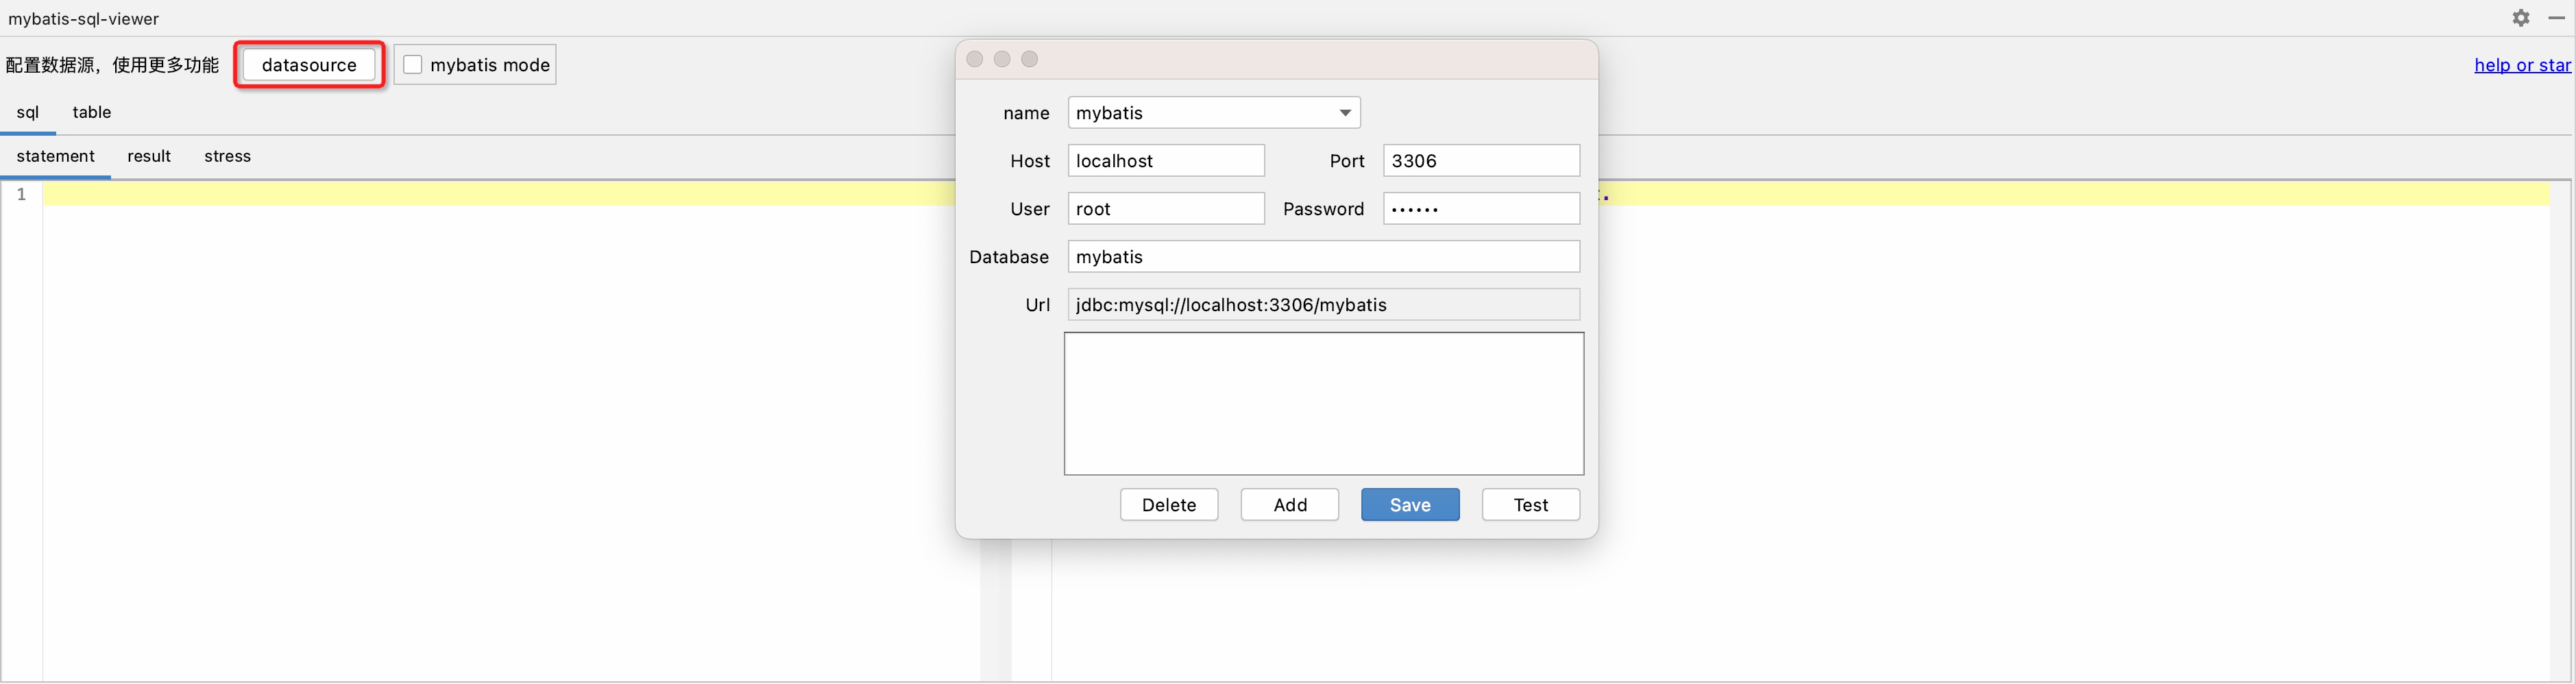 mybatis-sql-viewer
配置数据源，使用更多功能 datasource mybatis mode help or star
sql table
statement result stress
1
name mybatis
Host localhost Port 3306
User root Password ••••••
Database mybatis
Url jdbc:mysql://localhost:3306/mybatis
Delete Add Save Test